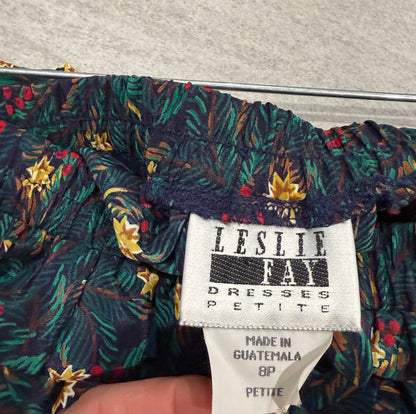 LESLIE
FAY
DRESSES
PETITE
MADE IN
GUATEMALA
8P
PETITE